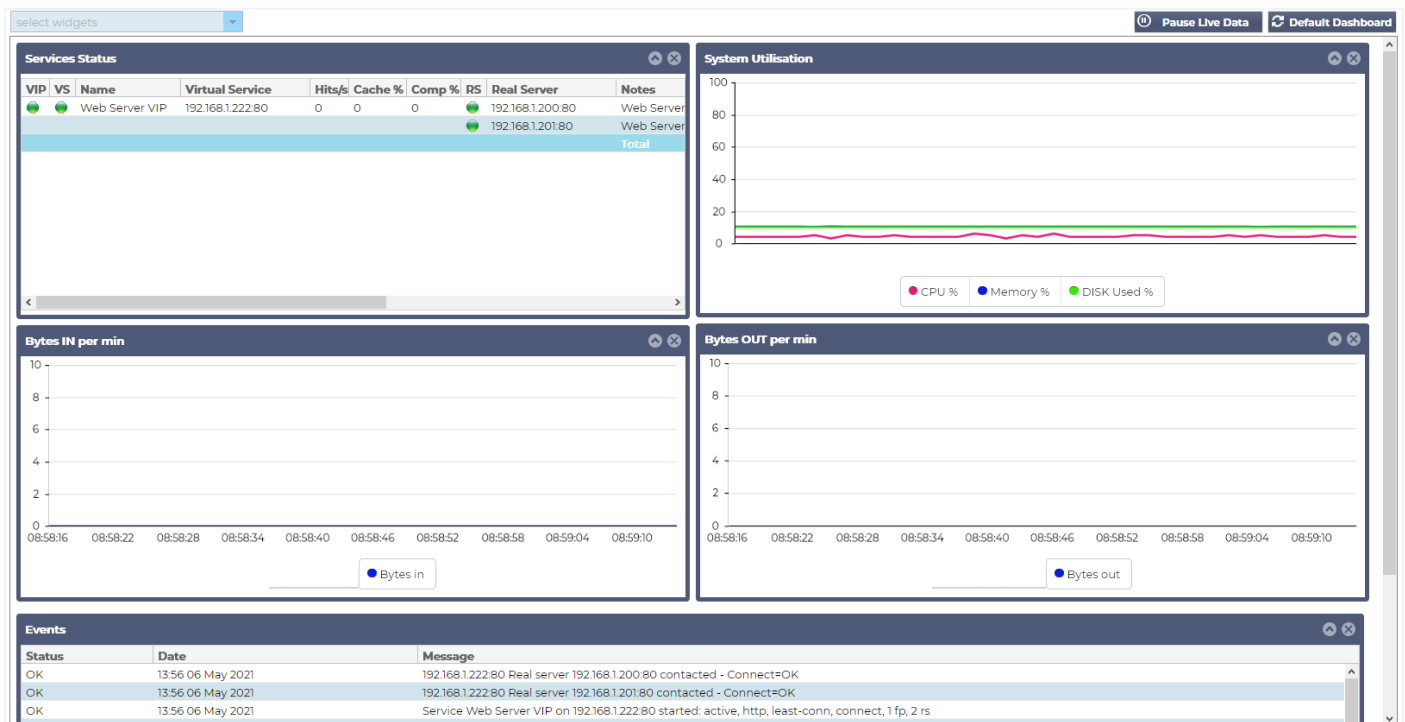 select widgets
Pause Live Data
Default Dashboard
Services Status
VIP VS Name Virtual Service Hits/s Cache % Comp % RS Real Server Notes
Web Server VIP 192.168.1.222:80 0 0 0 192.168.1.200:80 Web Server
192.168.1.201:80 Web Server
Total
System Utilisation
100
80
60
40
20
0
CPU % Memory % DISK Used %
Bytes IN per min
10
8
6
4
2
0
08:58:16 08:58:22 08:58:28 08:58:34 08:58:40 08:58:46 08:58:52 08:58:58 08:59:04 08:59:10
Bytes in
Bytes OUT per min
10
8
6
4
2
0
08:58:16 08:58:22 08:58:28 08:58:34 08:58:40 08:58:46 08:58:52 08:58:58 08:59:04 08:59:10
Bytes out
Events
Status Date Message
OK 13:56 06 May 2021 192.168.1.222:80 Real server 192.168.1.200:80 contacted - Connect=OK
OK 13:56 06 May 2021 192.168.1.222:80 Real server 192.168.1.201:80 contacted - Connect=OK
OK 13:56 06 May 2021 Service Web Server VIP on 192.168.1.222:80 started: active, http, least-conn, connect, 1 fp, 2 rs